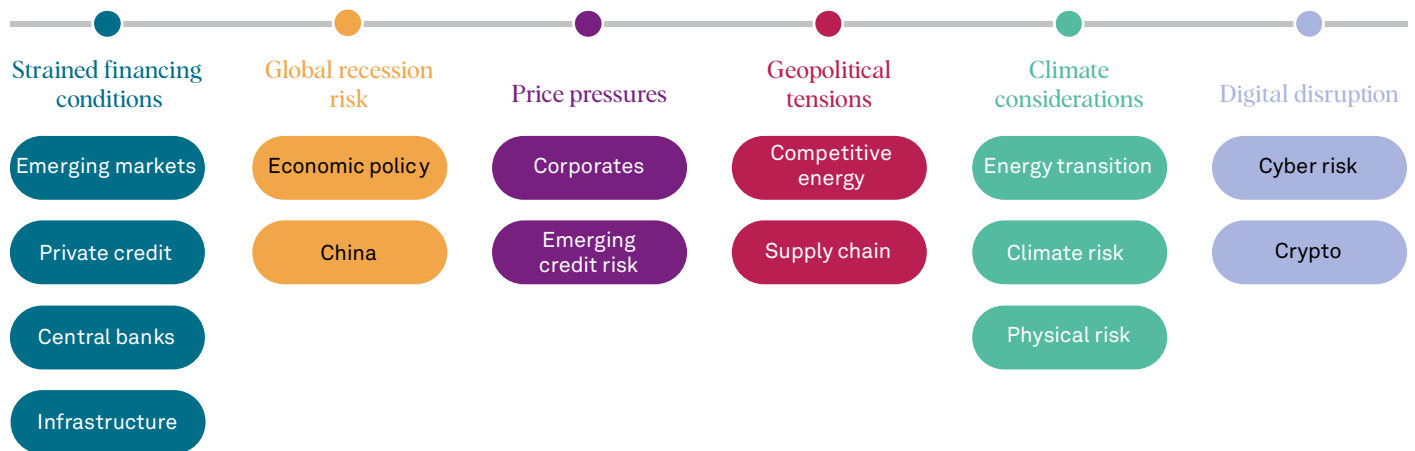 Strained financing
conditions
Emerging markets
Private credit
Central banks
Infrastructure
Global recession
risk
Economic policy
China
Price pressures
Corporates
Emerging
credit risk
Geopolitical
tensions
Competitive
energy
Supply chain
Climate
considerations
Energy transition
Climate risk
Physical risk
Digital disruption
Cyber risk
Crypto